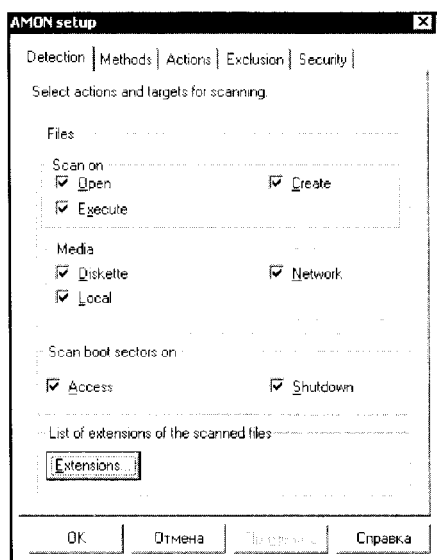 AMON setup
Detection Methods Actions Exclusion Security
Select actions and targets for scanning.
Files
Scan on
Open Create
Execute
Media
Diskette Network
Local
Scan boot sectors on
Access Shutdown
List of extensions of the scanned files
Extensions...
OK Отмена Справка